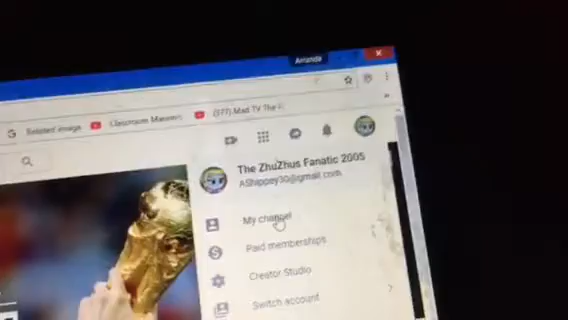 Amanda
Related image
Classroom Makeover
(377) Mad TV The
The ZhuZhus Fanatic 2005
AShippey30@gmail.com
My channel
Paid memberships
Creator Studio
Switch account